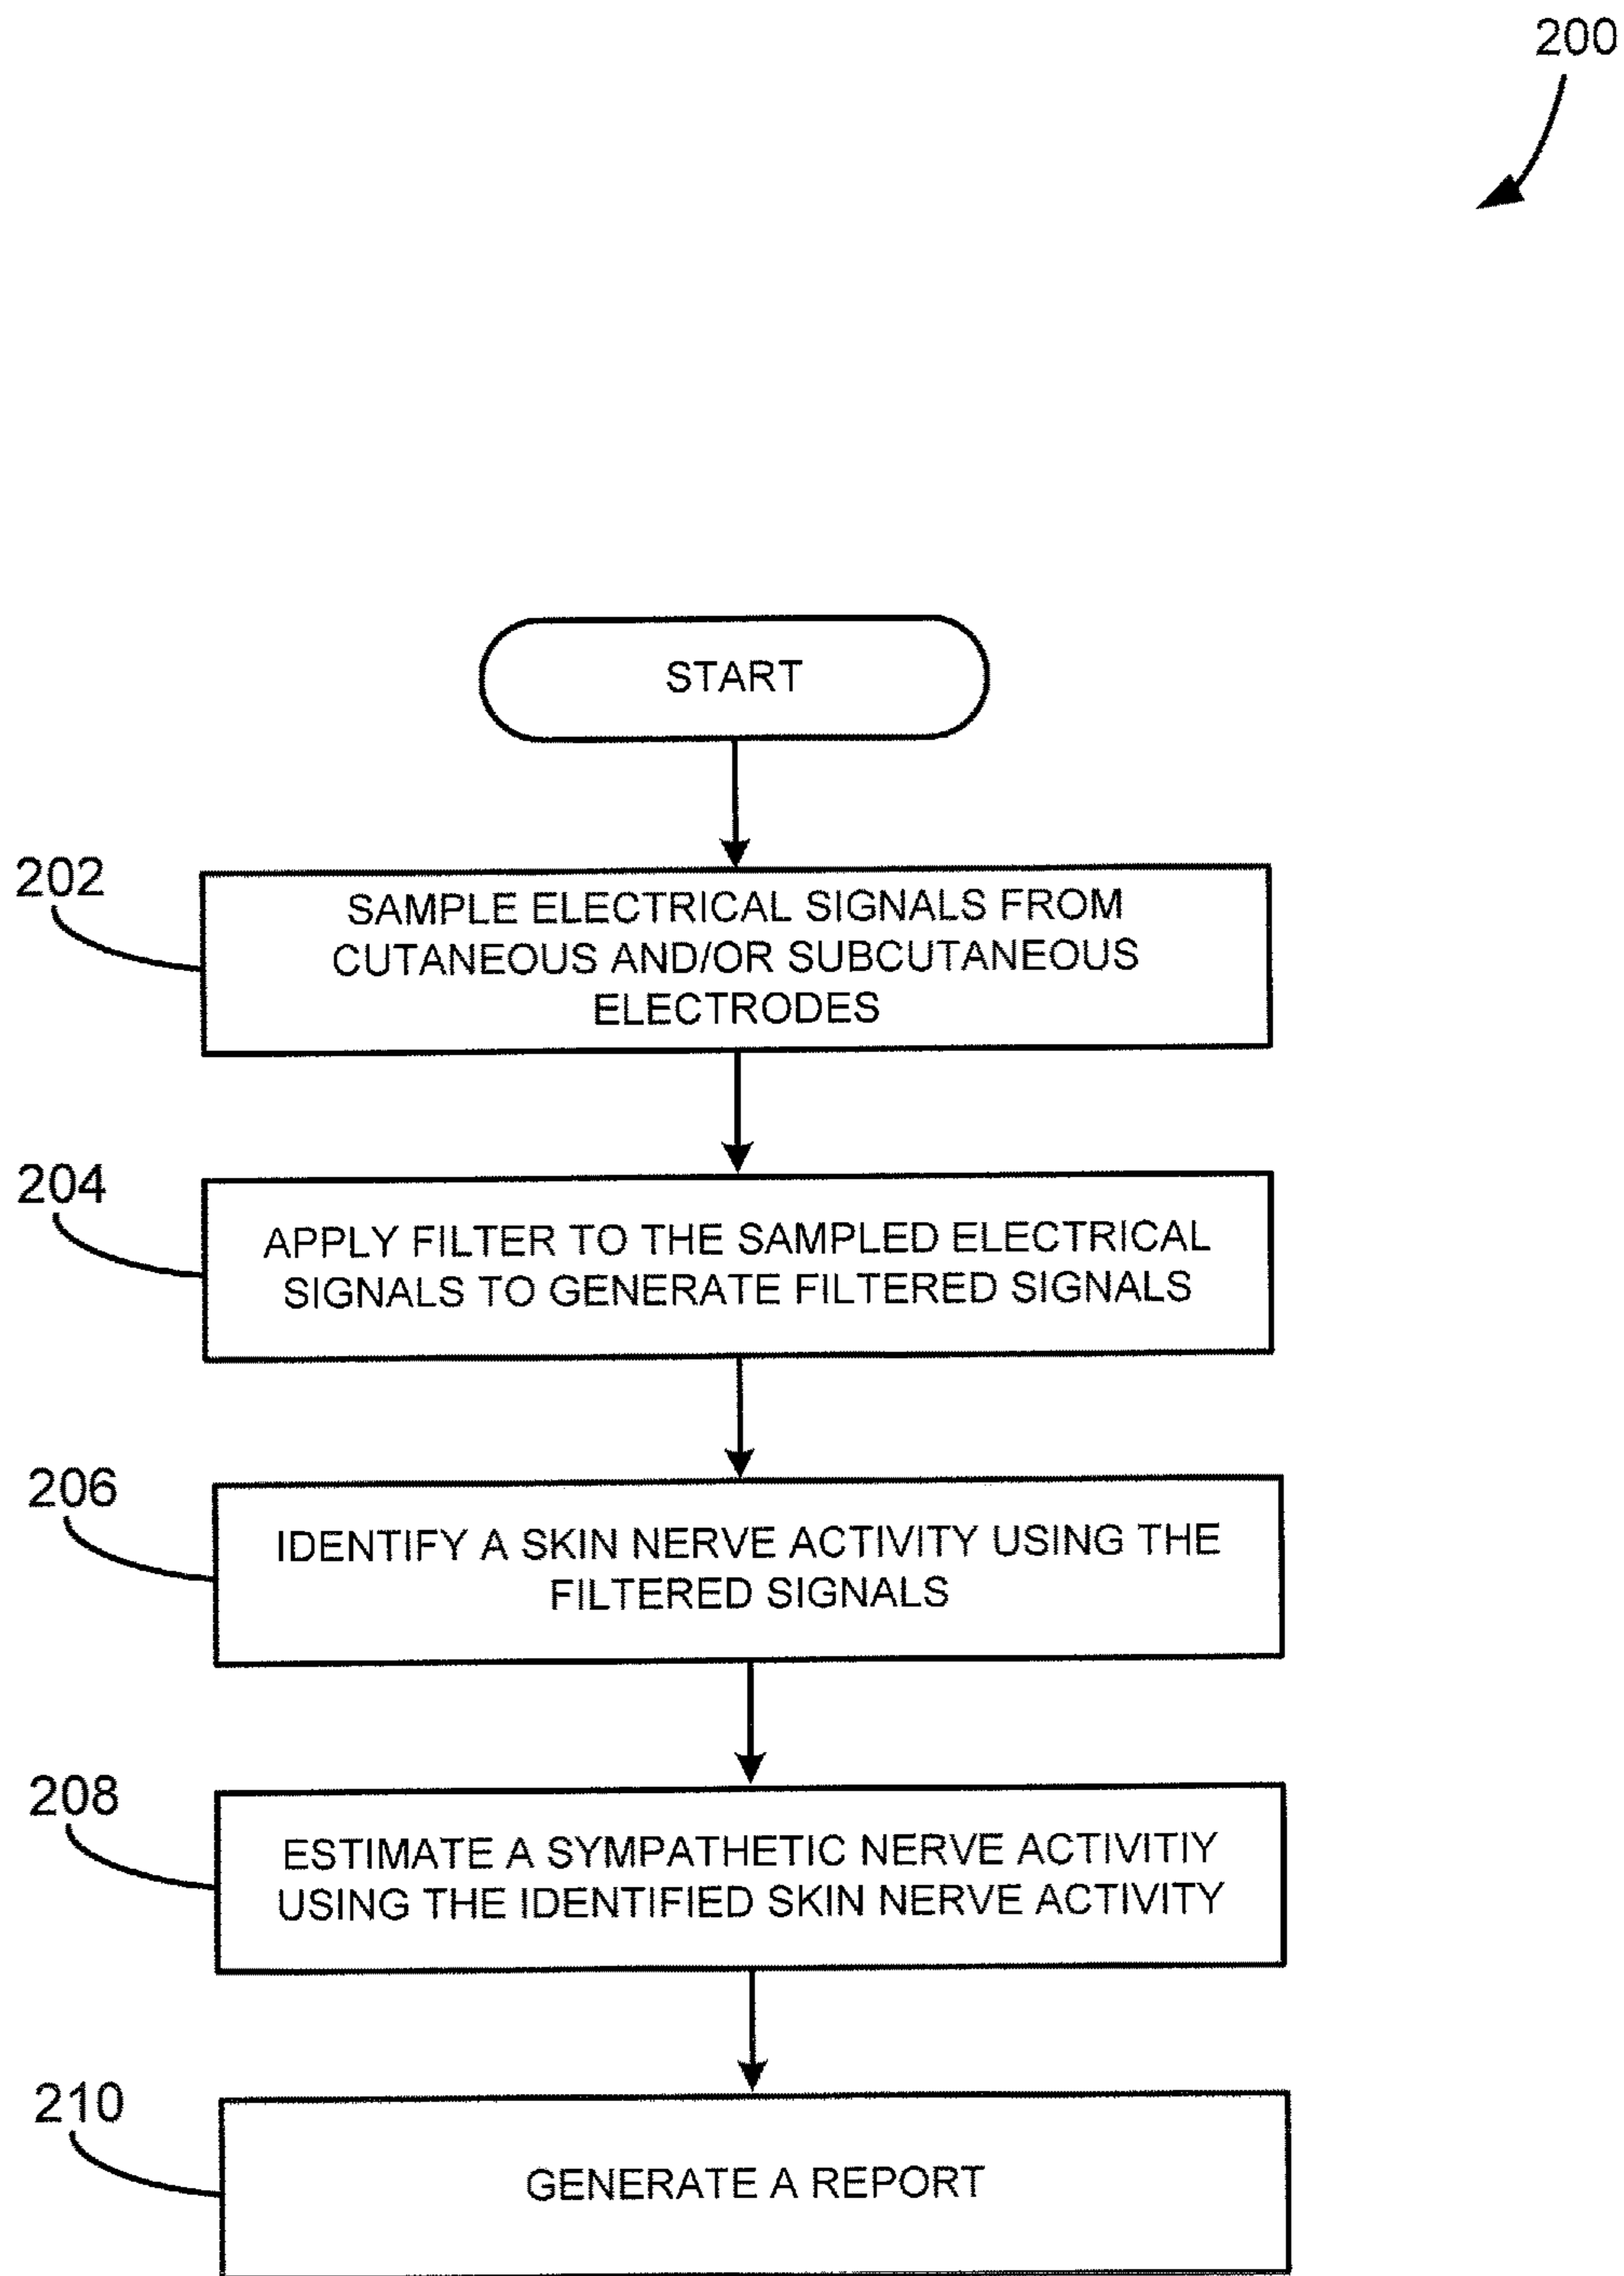 200
START
202
SAMPLE ELECTRICAL SIGNALS FROM
CUTANEOUS AND/OR SUBCUTANEOUS
ELECTRODES
204
APPLY FILTER TO THE SAMPLED ELECTRICAL
SIGNALS TO GENERATE FILTERED SIGNALS
206
IDENTIFY A SKIN NERVE ACTIVITY USING THE
FILTERED SIGNALS
208
ESTIMATE A SYMPATHETIC NERVE ACTIVITIY
USING THE IDENTIFIED SKIN NERVE ACTIVITY
210
GENERATE A REPORT